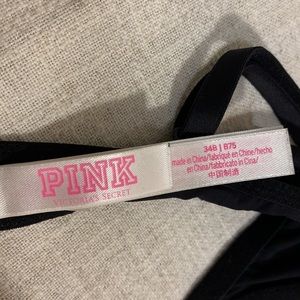 PINK
VICTORIA'S SECRET
34B | B75
made in China/fabriqué en Chine/hecho
en China/fabbricato in Cina/
中国制造